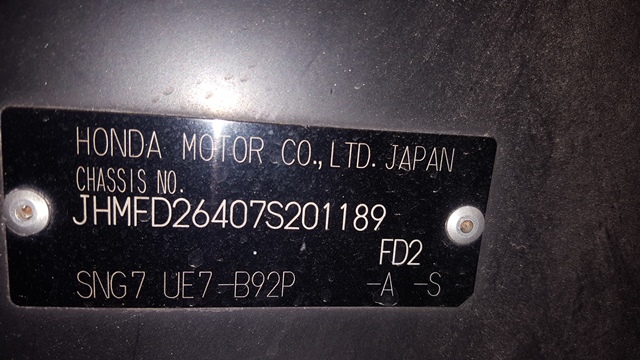 HONDA MOTOR CO.,LTD. JAPAN
CHASSIS NO.
JHMFD26407S201189
FD2
SNG7 UE7-B92P -A -S